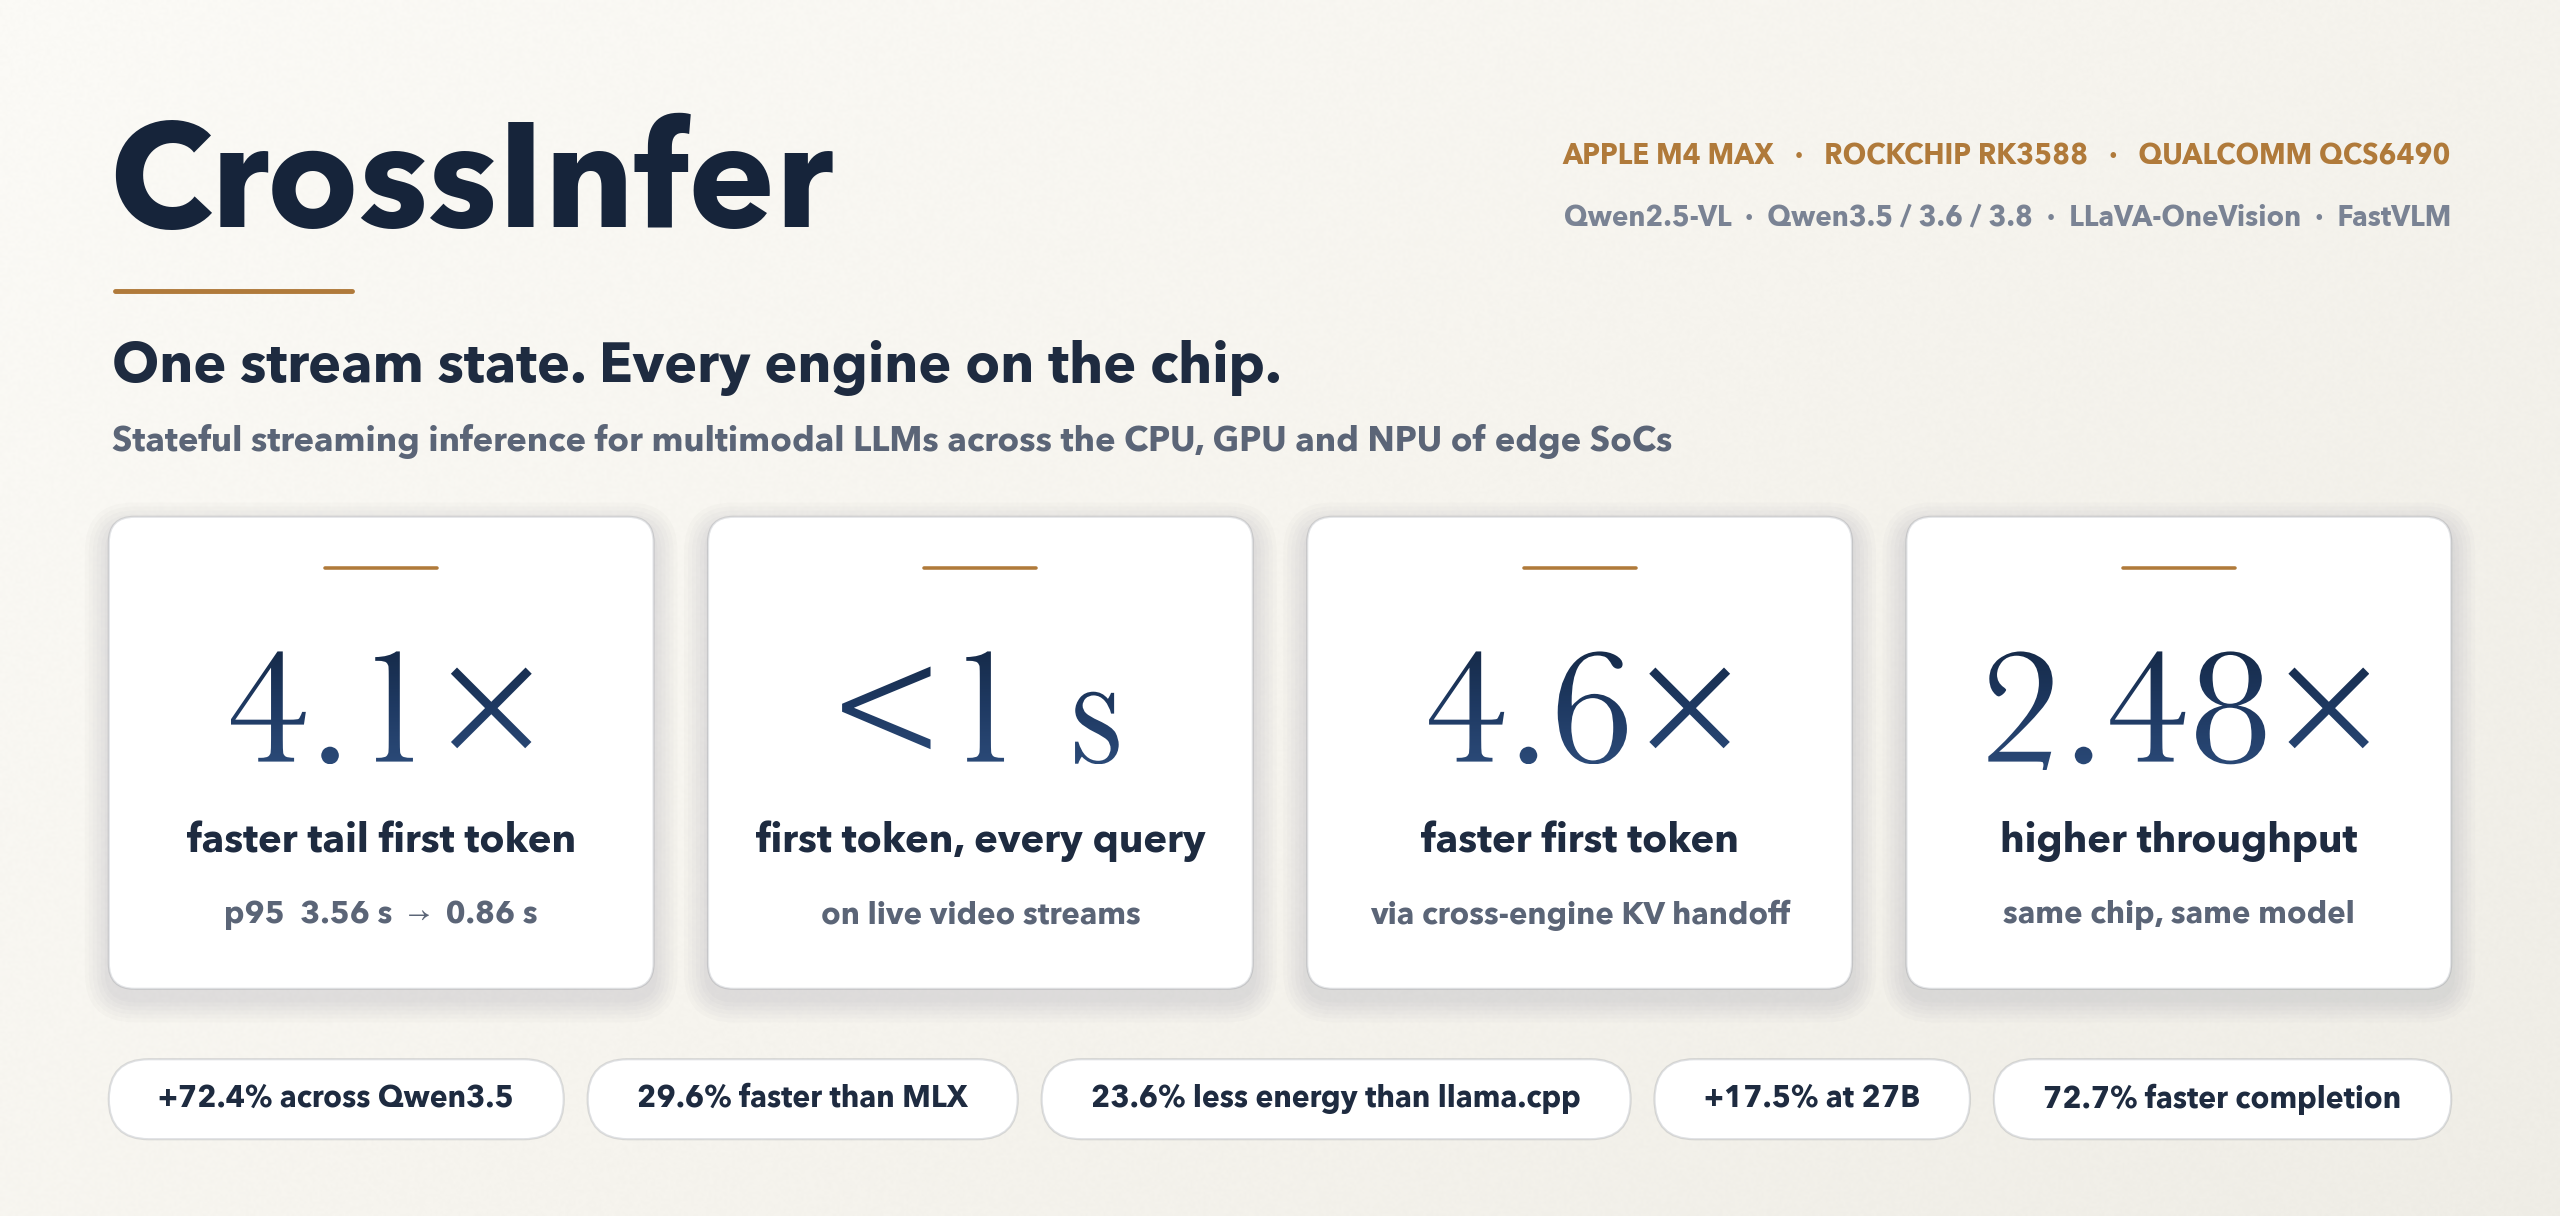 CrossInfer
APPLE M4 MAX · ROCKCHIP RK3588 · QUALCOMM QCS6490
Qwen2.5-VL · Qwen3.5 / 3.6 / 3.8 · LLaVA-OneVision · FastVLM
One stream state. Every engine on the chip.
Stateful streaming inference for multimodal LLMs across the CPU, GPU and NPU of edge SoCs
4.1×
faster tail first token
p95 3.56 s → 0.86 s
<1 s
first token, every query
on live video streams
4.6×
faster first token
via cross-engine KV handoff
2.48×
higher throughput
same chip, same model
+72.4% across Qwen3.5
29.6% faster than MLX
23.6% less energy than llama.cpp
+17.5% at 27B
72.7% faster completion